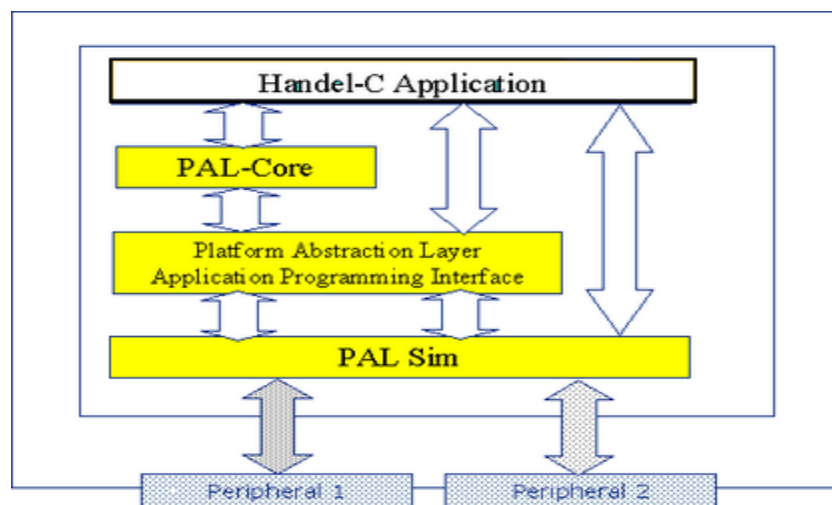 Handel-C Application
PAL-Core
Platform Abstraction Layer
Application Programming Interface
PAL Sim
Peripheral 1
Peripheral 2